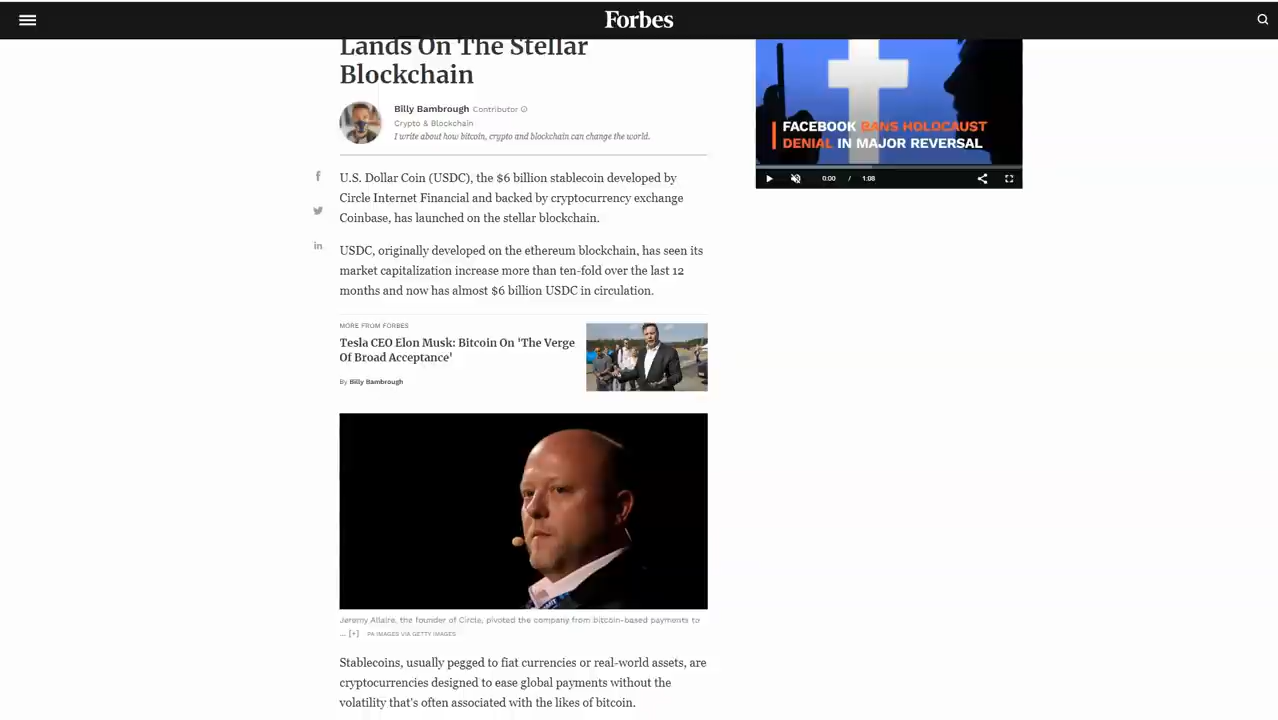 Forbes
Lands On The Stellar
Blockchain
Billy Bambrough Contributor
Crypto & Blockchain
I write about how bitcoin, crypto and blockchain can change the world.
U.S. Dollar Coin (USDC), the $6 billion stablecoin developed by
Circle Internet Financial and backed by cryptocurrency exchange
Coinbase, has launched on the stellar blockchain.
USDC, originally developed on the ethereum blockchain, has seen its
market capitalization increase more than ten-fold over the last 12
months and now has almost $6 billion USDC in circulation.
MORE FROM FORBES
Tesla CEO Elon Musk: Bitcoin On 'The Verge
Of Broad Acceptance'
By Billy Bambrough
Jeremy Allaire, the founder of Circle, pivoted the company from bitcoin-based payments to
... [+] PA IMAGES VIA GETTY IMAGES
Stablecoins, usually pegged to fiat currencies or real-world assets, are
cryptocurrencies designed to ease global payments without the
volatility that's often associated with the likes of bitcoin.
FACEBOOK BANS HOLOCAUST
DENIAL IN MAJOR REVERSAL
0:00 / 1:08